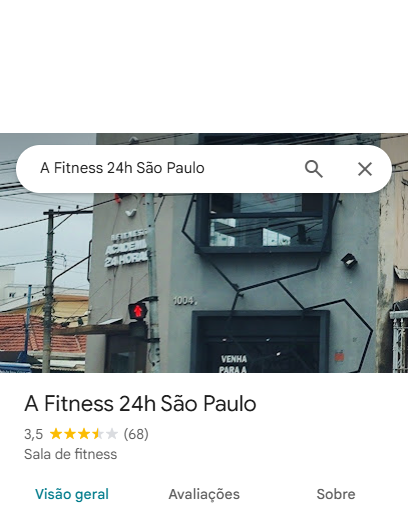 A Fitness 24h São Paulo
A FITNESS
ACADEMIA
24 HORAS
1004
VENHA
PARA A
A Fitness 24h São Paulo
3,5 (68)
Sala de fitness
Visão geral Avaliações Sobre